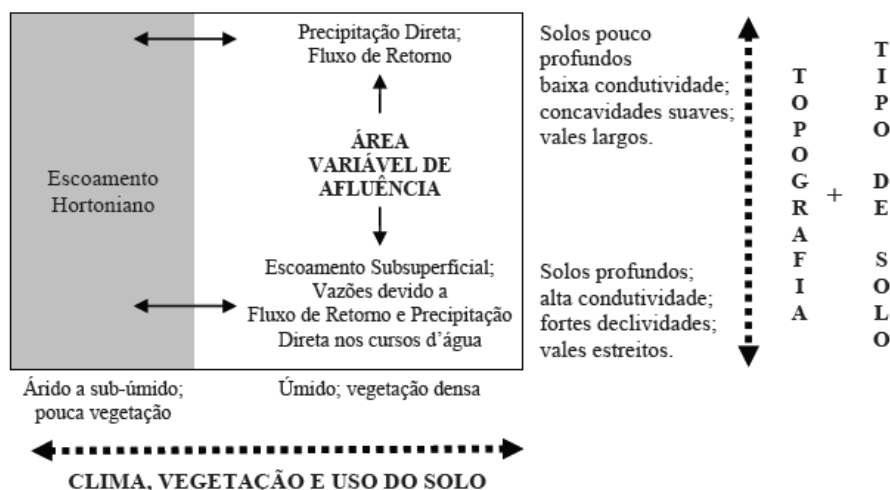 Precipitação Direta;
Fluxo de Retorno
ÁREA
VARIÁVEL DE
AFLUÊNCIA
Escoamento
Hortoniano
Escoamento Subsuperficial;
Vazões devido a
Fluxo de Retorno e Precipitação
Direta nos cursos d’água
Solos pouco
profundos
baixa condutividade;
concavidades suaves;
vales largos.
Solos profundos;
alta condutividade;
fortes declividades;
vales estreitos.
TOPOGRAFIA
+
TIPO DE SOLO
Árido a sub-úmido;
pouca vegetação
Úmido; vegetação densa
CLIMA, VEGETAÇÃO E USO DO SOLO